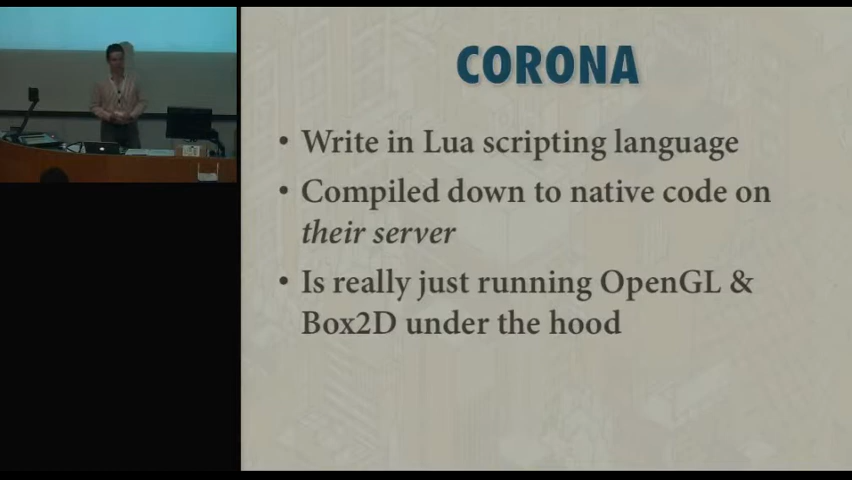 CORONA
• Write in Lua scripting language
• Compiled down to native code on
their server
• Is really just running OpenGL &
Box2D under the hood